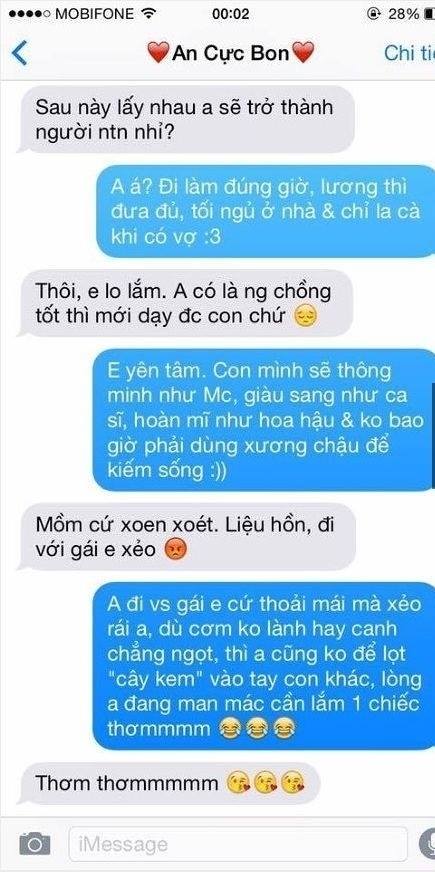 MOBIFONE 00:02 28%
An Cực Bon Chi ti
Sau này lấy nhau a sẽ trở thành
người ntn nhỉ?
A á? Đi làm đúng giờ, lương thì
đưa đủ, tối ngủ ở nhà & chỉ la cà
khi có vợ :3
Thôi, e lo lắm. A có là ng chồng
tốt thì mới dạy đc con chứ 😔
E yên tâm. Con mình sẽ thông
minh như Mc, giàu sang như ca
sĩ, hoàn mĩ như hoa hậu & ko bao
giờ phải dùng xương chậu để
kiếm sống :))
Mồm cứ xoen xoét. Liệu hồn, đi
với gái e xẻo 😡
A đi vs gái e cứ thoải mái mà xẻo
rái a, dù cơm ko lành hay canh
chẳng ngọt, thì a cũng ko để lọt
"cây kem" vào tay con khác, lòng
a đang man mác cần lắm 1 chiếc
thơmmmm 😂😂😂
Thơm thơmmmmm 😘😘😘
iMessage